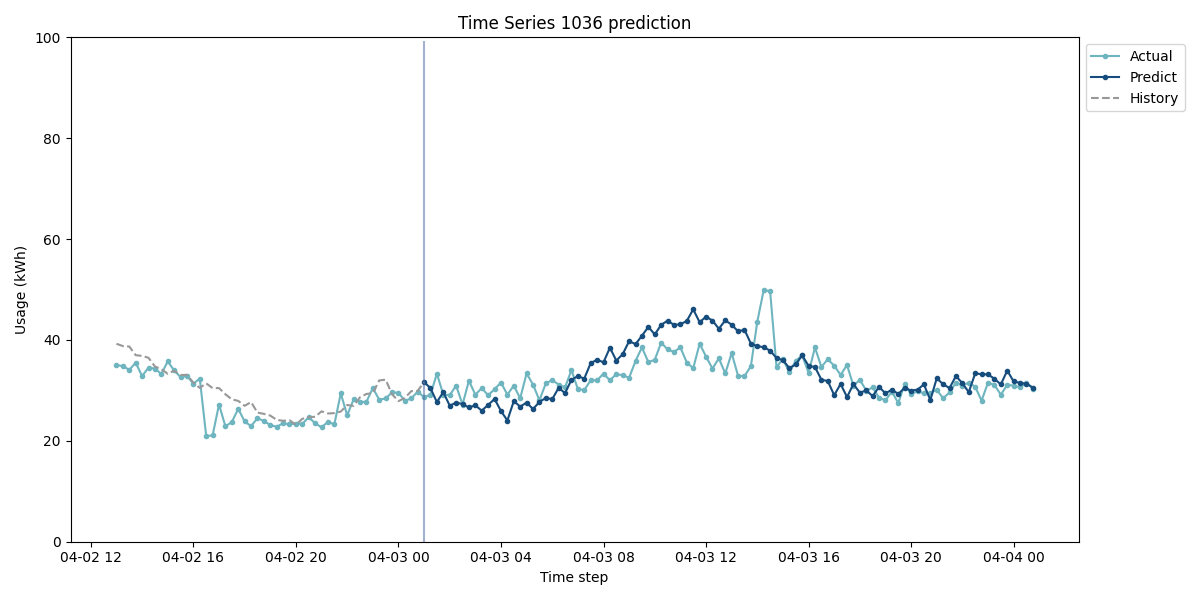 Time Series 1036 prediction
100
80
60
40
20
0
Usage (kWh)
04-02 12
04-02 16
04-02 20
04-03 00
04-03 04
04-03 08
04-03 12
04-03 16
04-03 20
04-04 00
Time step
Actual
Predict
History